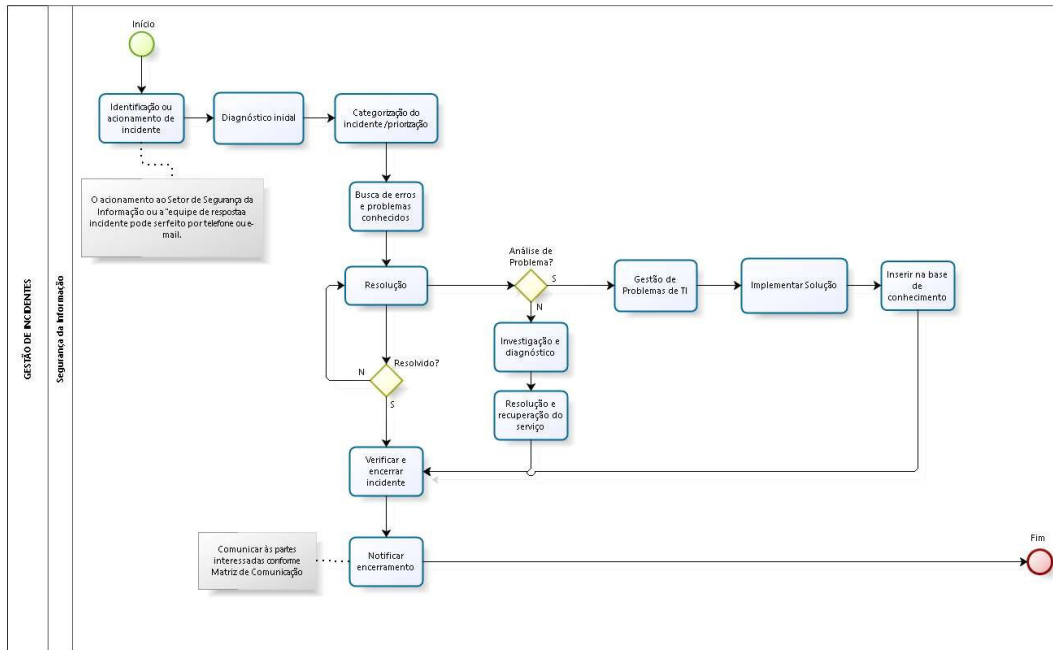 GESTÃO DE INCIDENTES
Segurança da Informação
Início
Identificação ou
acionamento de
incidente
Diagnóstico inicial
Categorização do
incidente/priorização
O acionamento ao Setor de Segurança da
Informação ou a "equipe de respostaa
incidente pode serfeito por telefone ou e-
mail.
Busca de erros
e problemas
conhecidos
Resolução
Análise de
Problema?
S
N
Gestão de
Problemas de TI
Implementar Solução
Inserir na base
de
conhecimento
Investigação e
diagnóstico
Resolvido?
N
S
Resolução e
recuperação do
serviço
Verificar e
encerrar
incidente
Comunicar às partes
interessadas conforme
Matriz de Comunicação
Notificar
encerramento
Fim